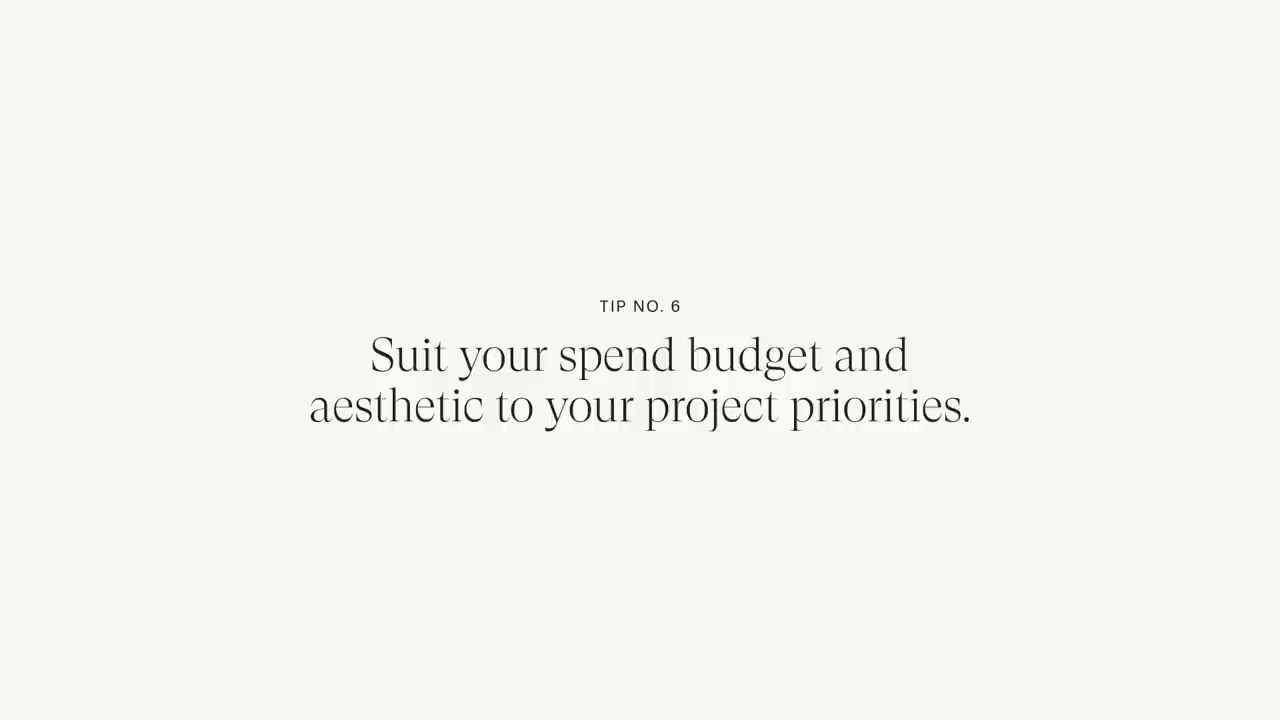 TIP NO. 6
Suit your spend budget and
aesthetic to your project priorities.